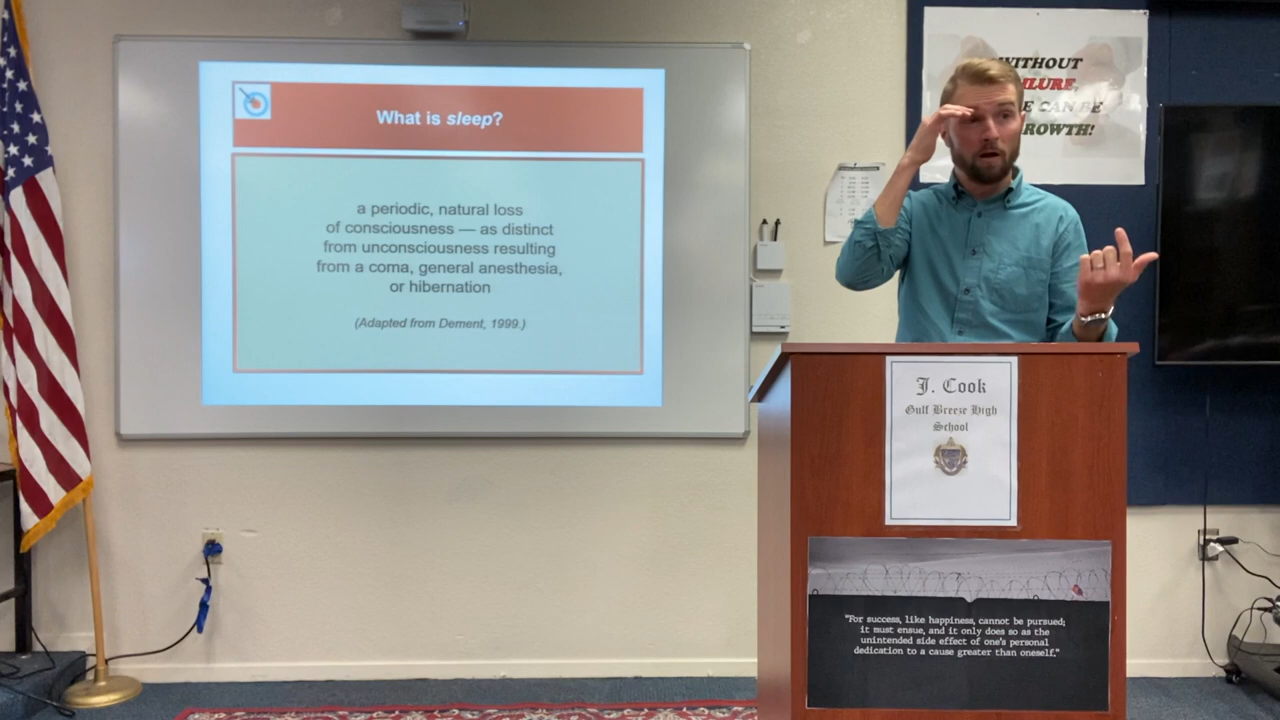 What is sleep?
a periodic, natural loss
of consciousness — as distinct
from unconsciousness resulting
from a coma, general anesthesia,
or hibernation
(Adapted from Dement, 1999.)
WITHOUT
CAN BE
GROWTH!
J. Cook
Gulf Breeze High
School
"For success, like happiness, cannot be pursued;
it must ensue, and it only does so as the
unintended side effect of one's personal
dedication to a cause greater than oneself."